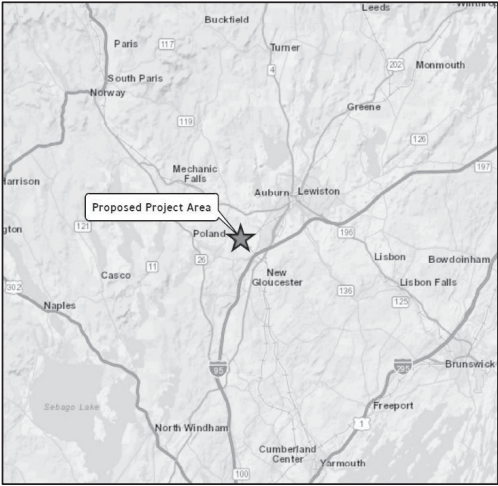 Leeds
Winthrop
Buckfield
Paris
117
Turner
202
Monmouth
4
South Paris
Norway
Greene
119
126
197
Mechanic
Falls
Harrison
Auburn
Lewiston
Proposed Project Area
121
Poland
196
26
Lisbon
Bowdoinham
11
Casco
New
Gloucester
Lisbon Falls
302
136
125
Naples
95
295
Brunswick
Sebago Lake
Freeport
1
North Windham
Cumberland
Center
Yarmouth
100